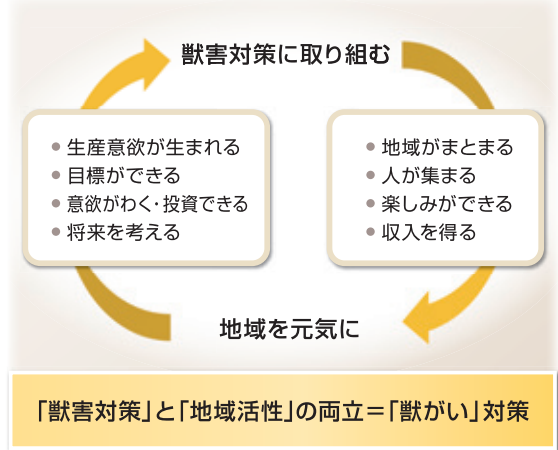 獣害対策に取り組む
● 生産意欲が生まれる
● 目標ができる
● 意欲がわく・投資できる
● 将来を考える
● 地域がまとまる
● 人が集まる
● 楽しみができる
● 収入を得る
地域を元気に
「獣害対策」と「地域活性」の両立＝「獣がい」対策